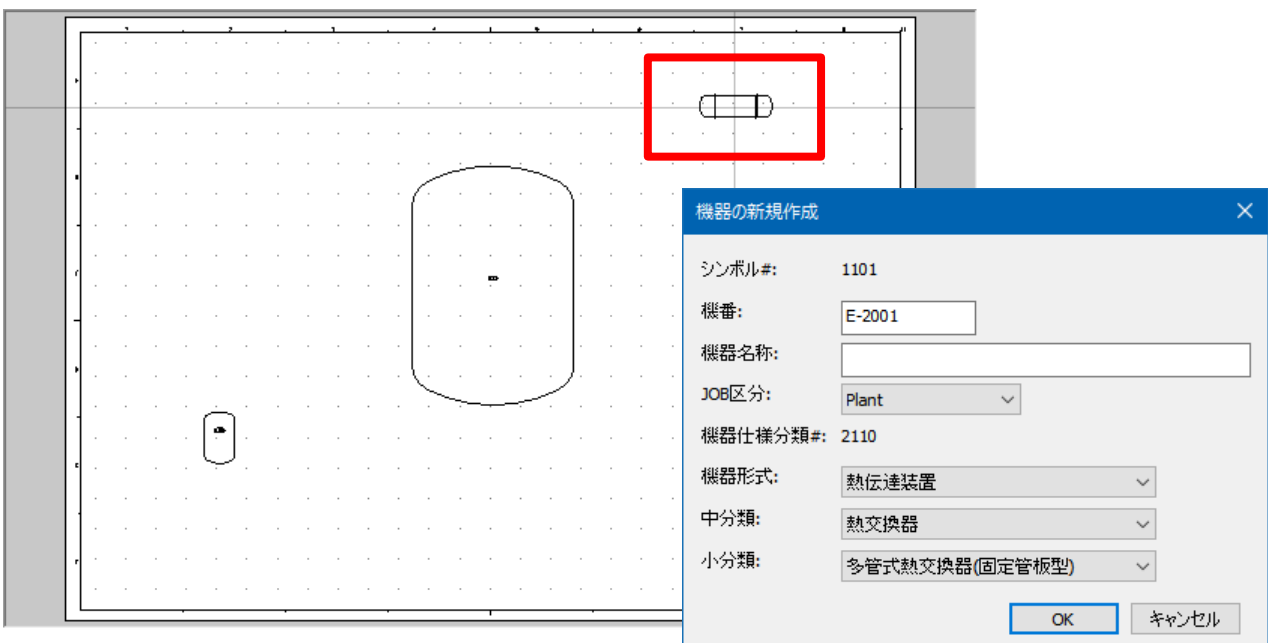 機器の新規作成
シンボル#: 1101
機番: E-2001
機器名称:
JOB区分: Plant
機器仕様分類#: 2110
機器形式: 熱伝達装置
中分類: 熱交換器
小分類: 多管式熱交換器(固定管板型)
OK キャンセル